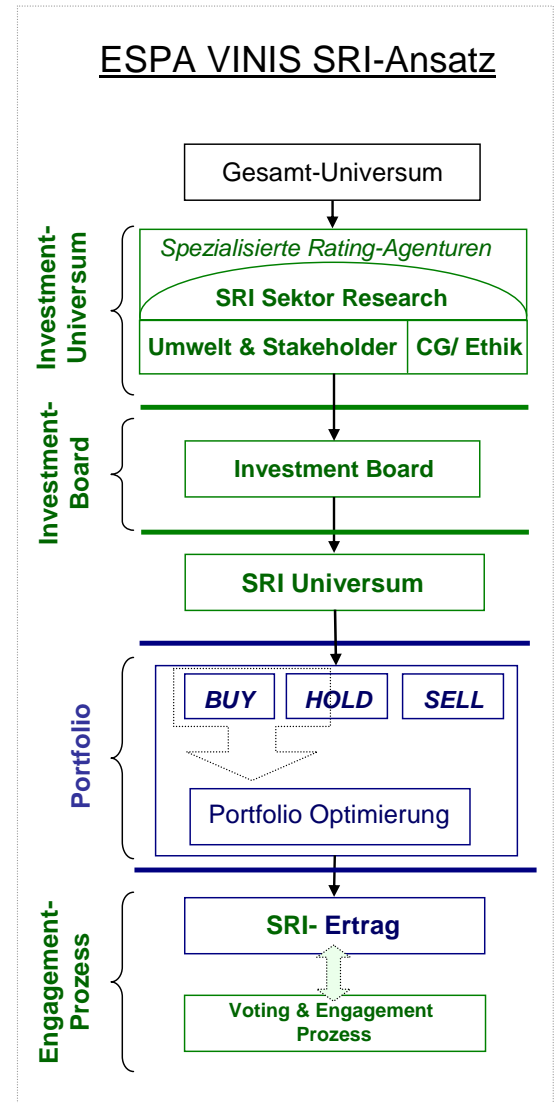 ESPA VINIS SRI-Ansatz
Gesamt-Universum
Investment-
Universum
Spezialisierte Rating-Agenturen
SRI Sektor Research
Umwelt & Stakeholder
CG/ Ethik
Investment-
Board
Investment Board
SRI Universum
Portfolio
BUY
HOLD
SELL
Portfolio Optimierung
Engagement-
Prozess
SRI- Ertrag
Voting & Engagement
Prozess